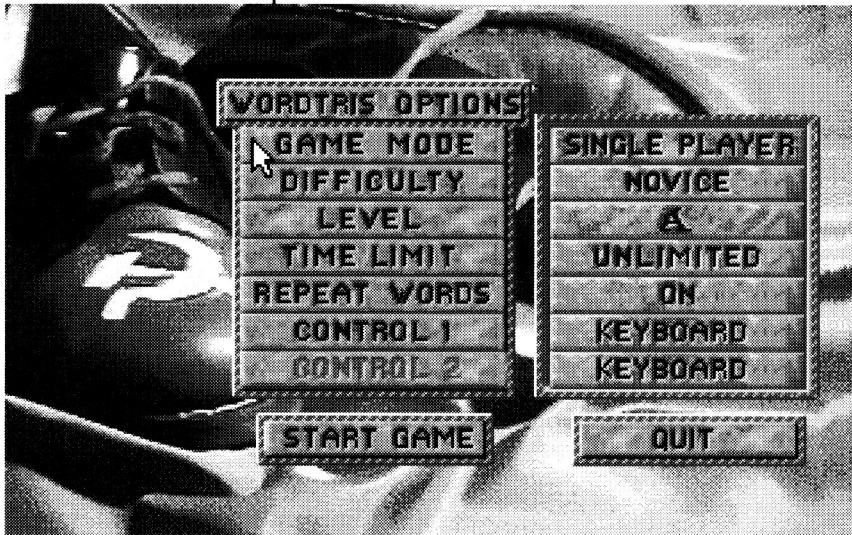 WORDTRIS OPTIONS
GAME MODE SINGLE PLAYER
DIFFICULTY NOVICE
LEVEL A
TIME LIMIT UNLIMITED
REPEAT WORDS ON
CONTROL 1 KEYBOARD
CONTROL 2 KEYBOARD
START GAME QUIT